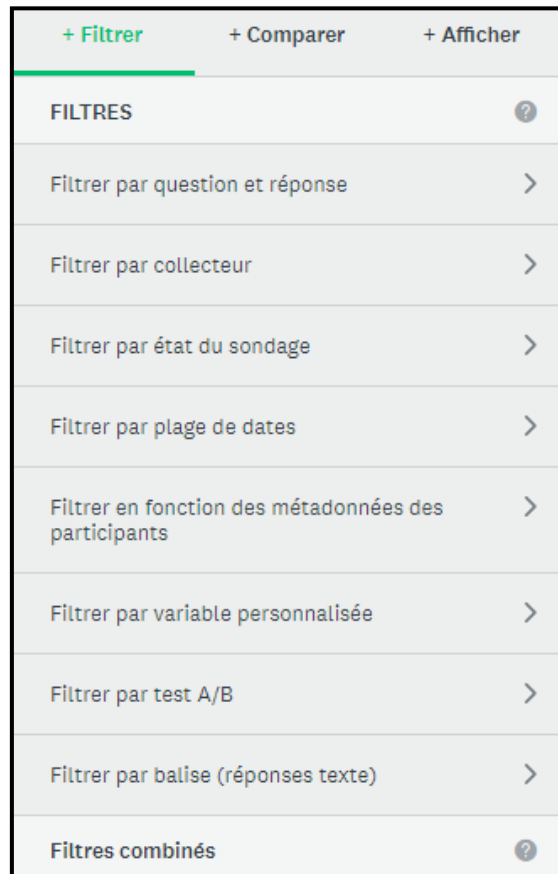 + Filtrer + Comparer + Afficher
FILTRES ?
Filtrer par question et réponse
Filtrer par collecteur
Filtrer par état du sondage
Filtrer par plage de dates
Filtrer en fonction des métadonnées des
participants
Filtrer par variable personnalisée
Filtrer par test A/B
Filtrer par balise (réponses texte)
Filtres combinés ?